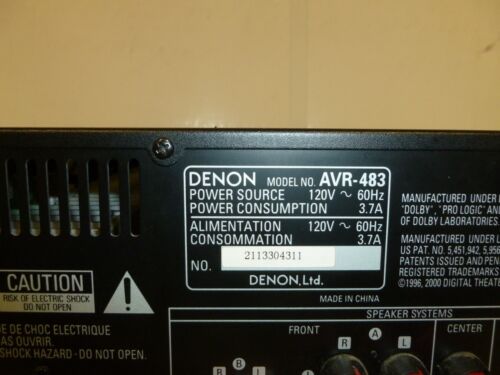 DENON MODEL NO. AVR-483
POWER SOURCE 120V ~ 60Hz
POWER CONSUMPTION 3.7A
ALIMENTATION 120V ~ 60Hz
CONSOMMATION 3.7A
NO. 2113304311
DENON, Ltd.
MADE IN CHINA
MANUFACTURED UNDER
"DOLBY", "PRO LOGIC" AN
OF DOLBY LABORATORIES.
MANUFACTURED UNDER
US PAT. NO. 5,451,942, 5,956
PATENTS ISSUED AND PEN
REGISTERED TRADEMARKS
©1996, 2000 DIGITAL THEATE
CAUTION
RISK OF ELECTRIC SHOCK
DO NOT OPEN
E DE CHOC ELECTRIQUE
AS OUVRIR.
SHOCK HAZARD - DO NOT OPEN.
SPEAKER SYSTEMS
FRONT
CENTER
R A L
R B L